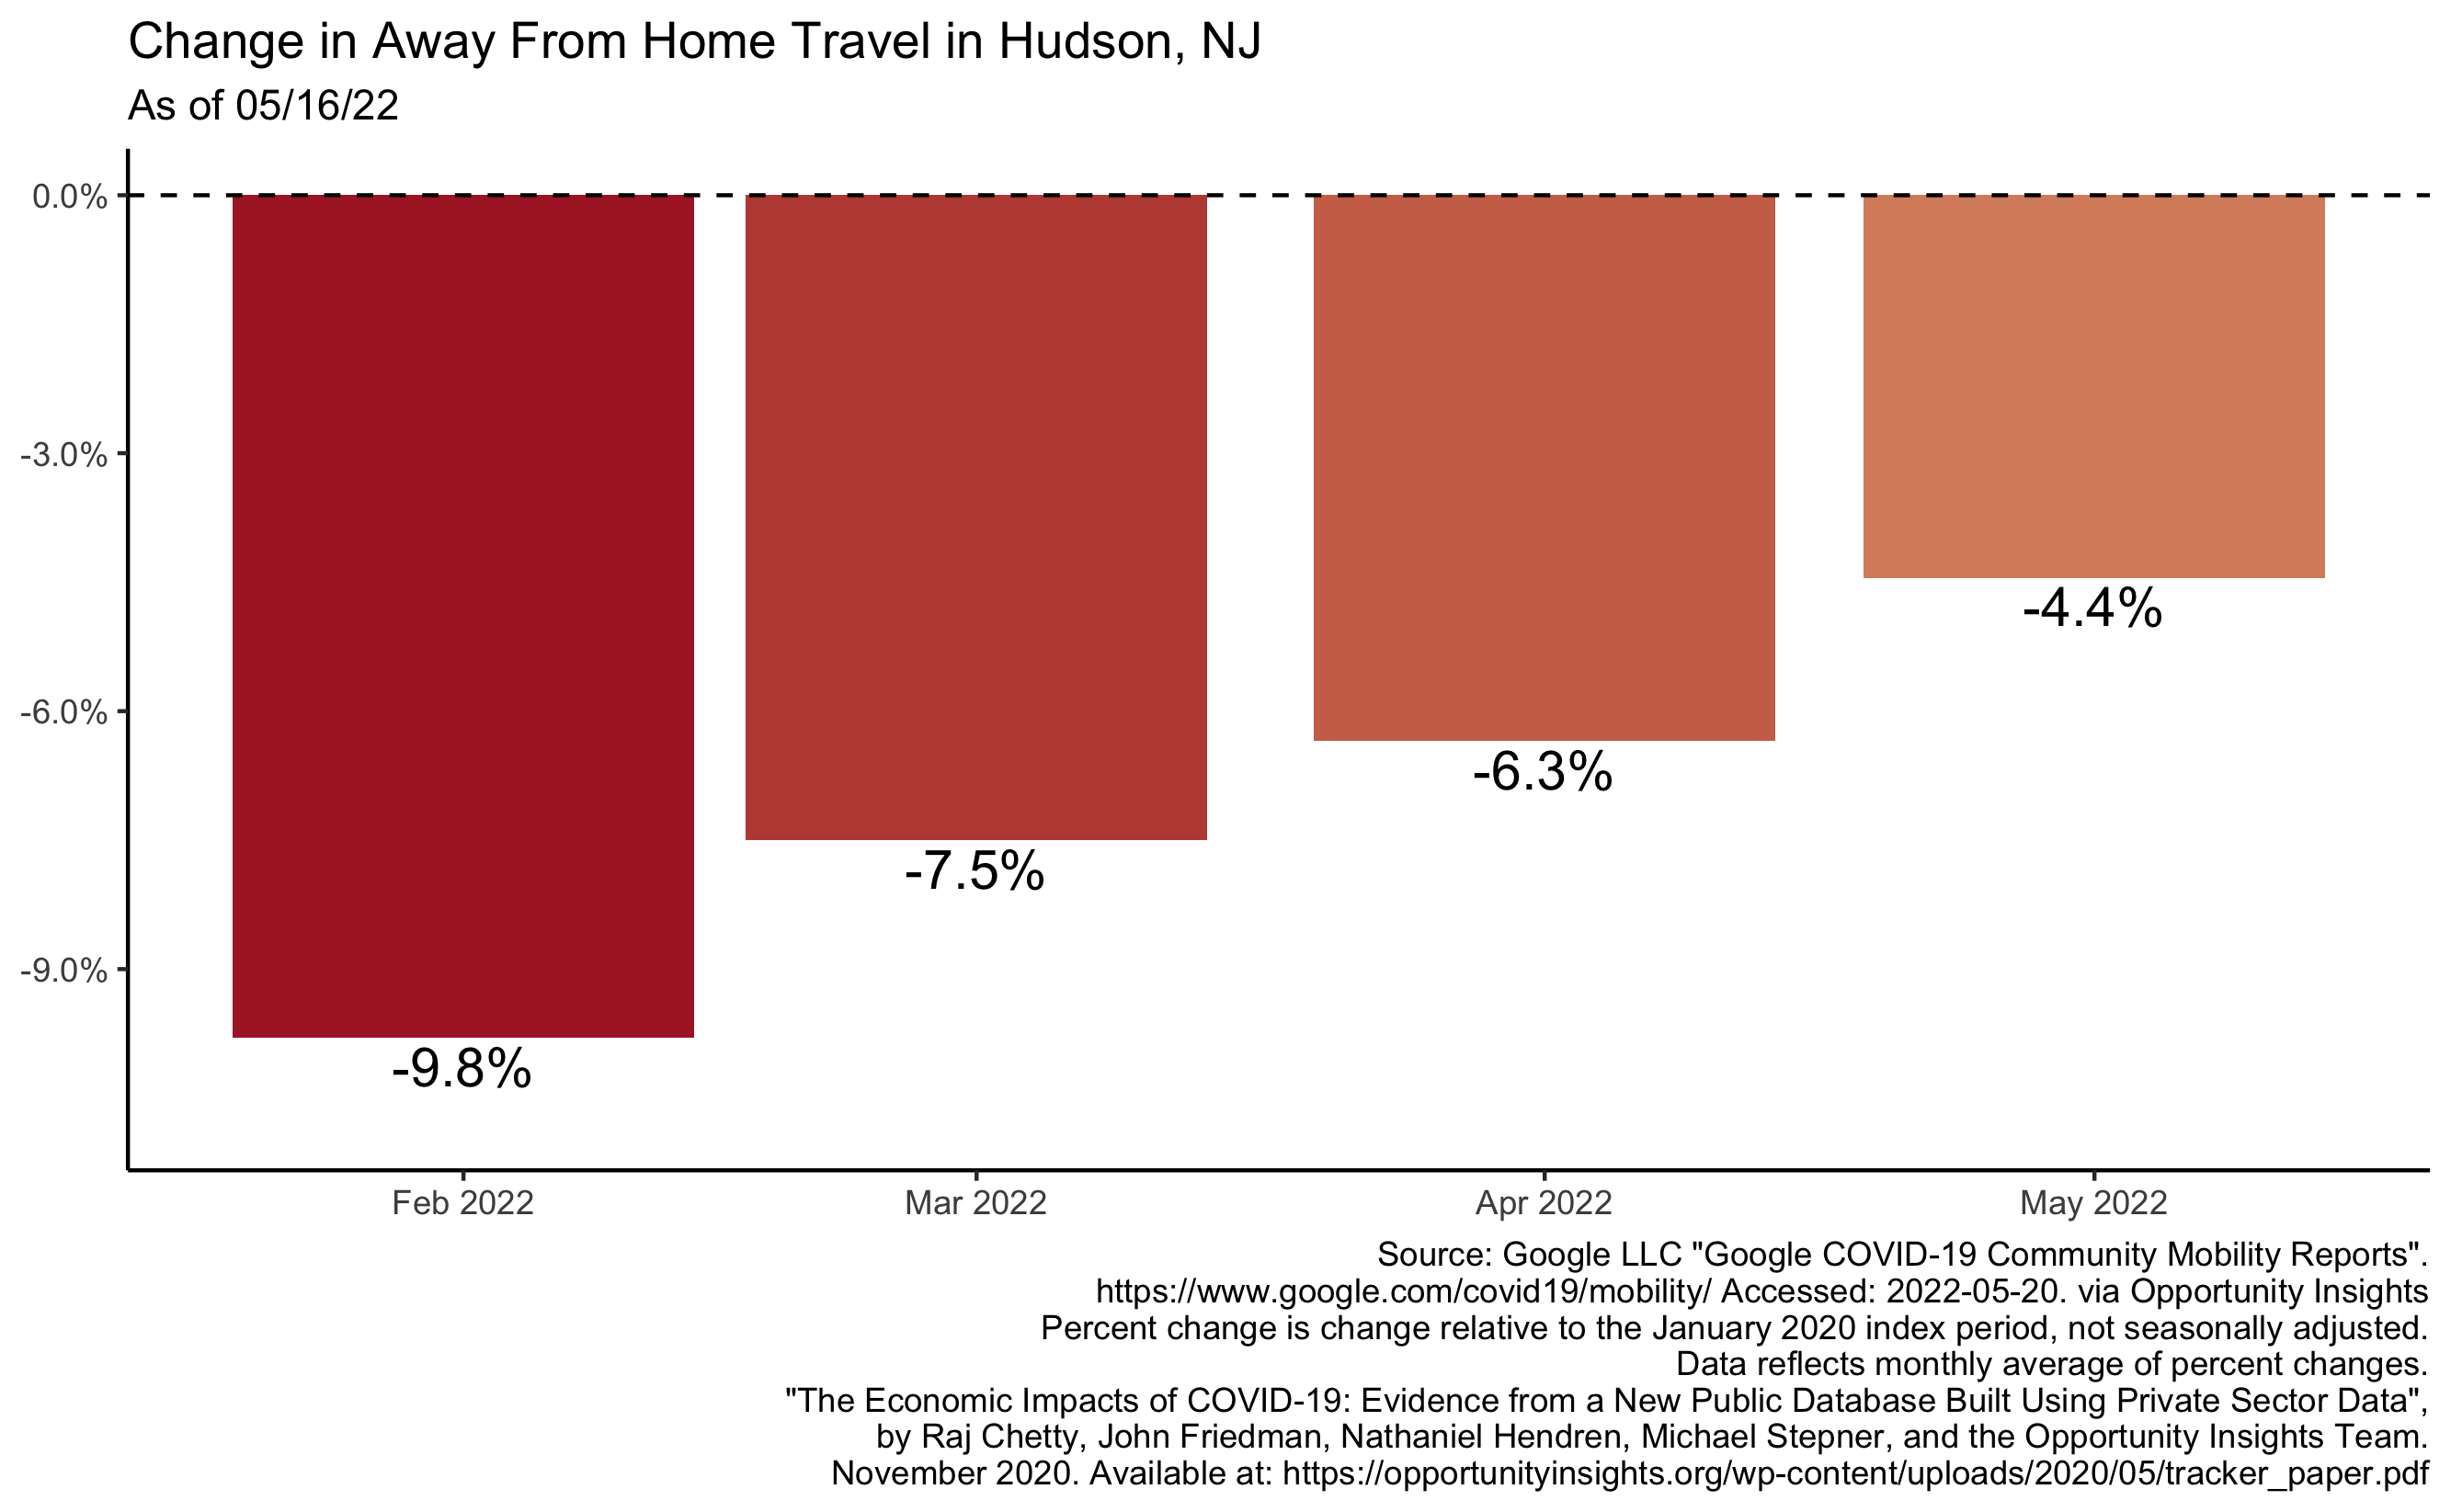 Change in Away From Home Travel in Hudson, NJ
As of 05/16/22
0.0%
-3.0%
-6.0%
-9.0%
-9.8%
-7.5%
-6.3%
-4.4%
Feb 2022
Mar 2022
Apr 2022
May 2022
Source: Google LLC "Google COVID-19 Community Mobility Reports".
https://www.google.com/covid19/mobility/ Accessed: 2022-05-20. via Opportunity Insights
Percent change is change relative to the January 2020 index period, not seasonally adjusted.
Data reflects monthly average of percent changes.
"The Economic Impacts of COVID-19: Evidence from a New Public Database Built Using Private Sector Data",
by Raj Chetty, John Friedman, Nathaniel Hendren, Michael Stepner, and the Opportunity Insights Team.
November 2020. Available at: https://opportunityinsights.org/wp-content/uploads/2020/05/tracker_paper.pdf